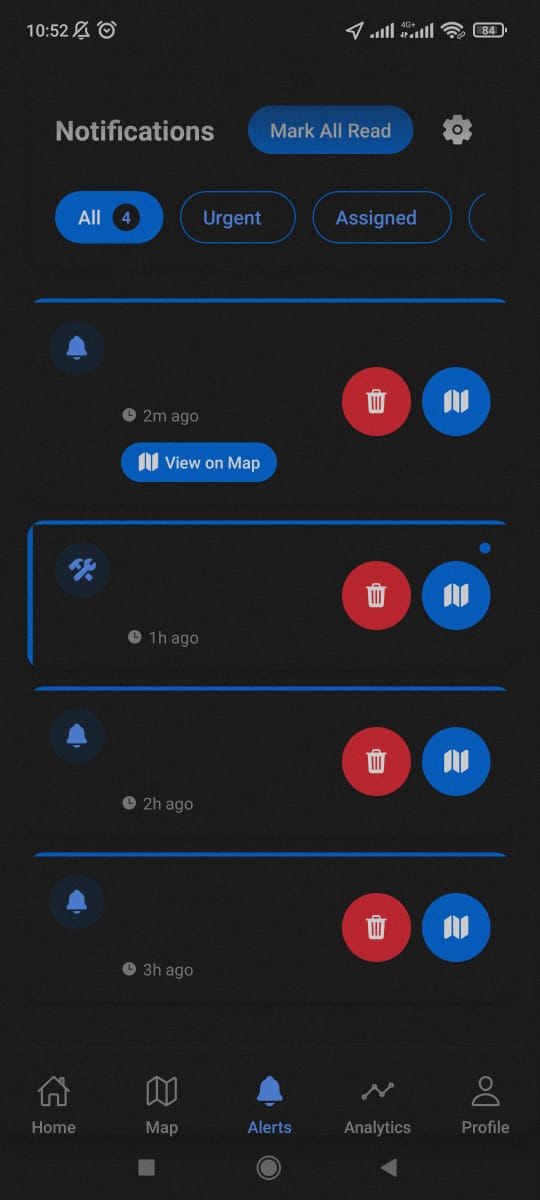 10:52 4G+ 84
Notifications Mark All Read
All 4 Urgent Assigned
2m ago
View on Map
1h ago
2h ago
3h ago
Home Map Alerts Analytics Profile